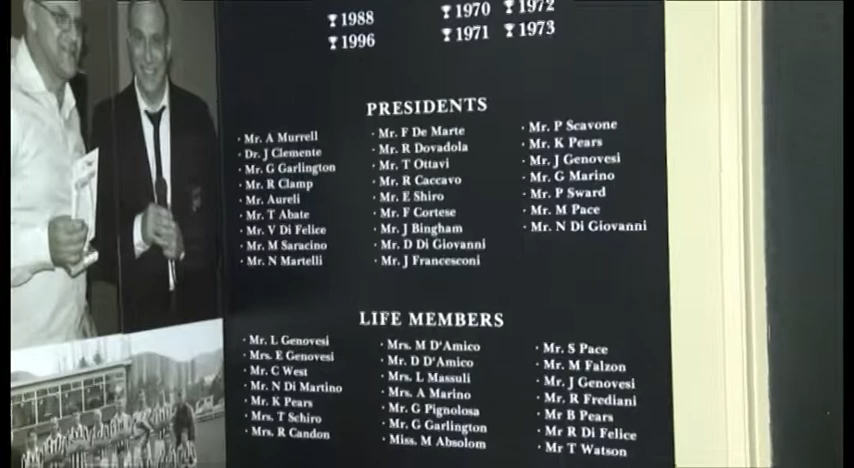 1988
1996
1970
1971
1972
1973
PRESIDENTS
· Mr. A Murrell
· Dr. J Clemente
· Mr. G Garlington
· Mr. R Clamp
· Mr. Aureli
· Mr. T Abate
· Mr. V Di Felice
· Mr. M Saracino
· Mr. N Martelli
· Mr. F De Marte
· Mr. R Dovadola
· Mr. T Ottavi
· Mr. R Caccavo
· Mr. E Shiro
· Mr. F Cortese
· Mr. J Bingham
· Mr. D Di Giovanni
· Mr. J Francesconi
· Mr. P Scavone
· Mr. K Pears
· Mr. J Genovesi
· Mr. G Marino
· Mr. P Sward
· Mr. M Pace
· Mr. N Di Giovanni
LIFE MEMBERS
· Mr. L Genovesi
· Mrs. E Genovesi
· Mr. C West
· Mr. N Di Martino
· Mr. K Pears
· Mrs. T Schiro
· Mrs. R Candon
· Mrs. M D'Amico
· Mr. D D'Amico
· Mrs. L Massuli
· Mrs. A Marino
· Mr. G Pignolosa
· Mr. G Garlington
· Miss. M Absolom
· Mr. S Pace
· Mr. M Falzon
· Mr. J Genovesi
· Mr. R Frediani
· Mr B Pears
· Mr R Di Felice
· Mr T Watson